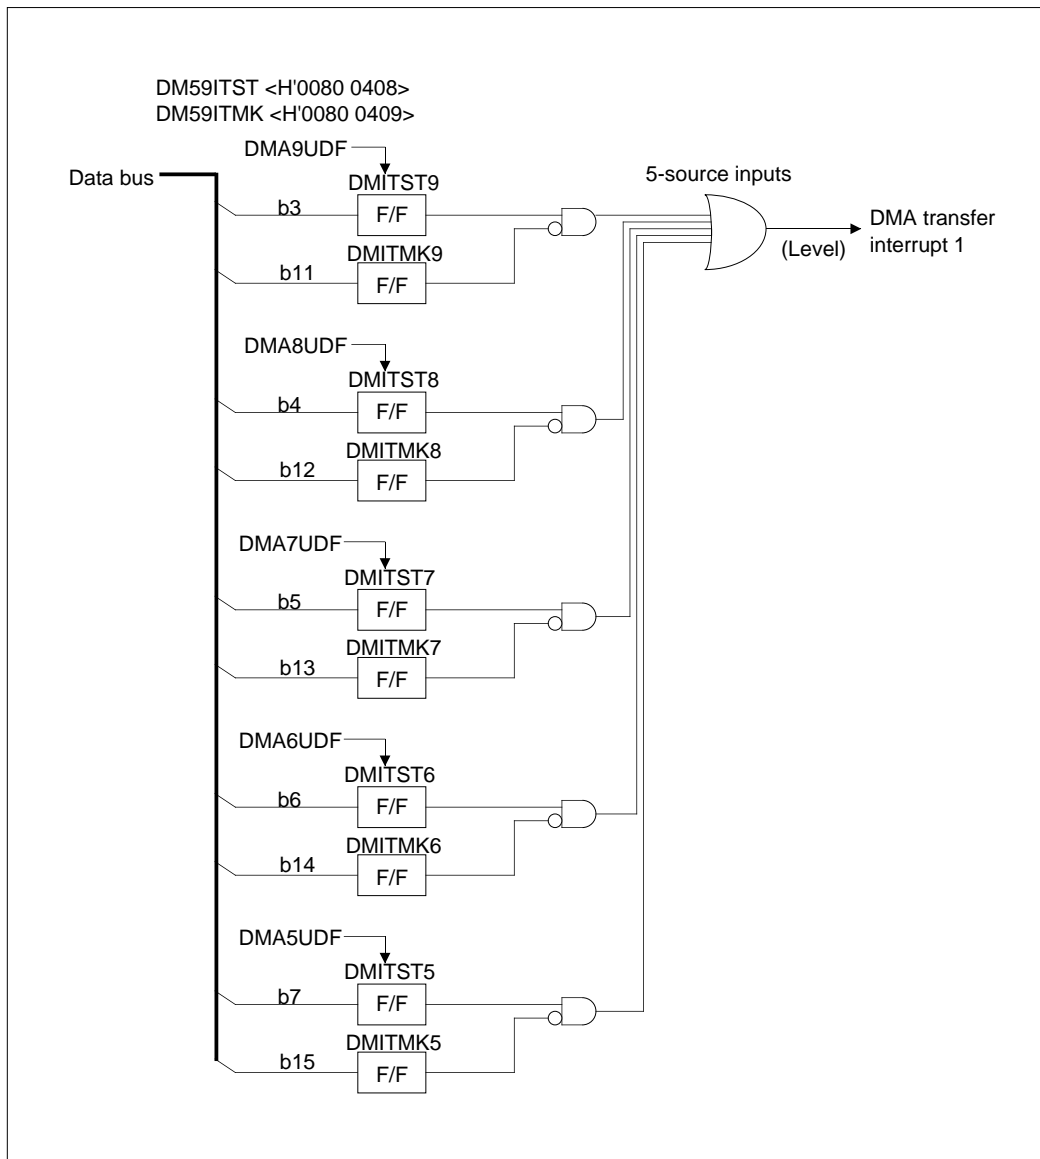 DM59ITST <H'0080 0408>
DM59ITMK <H'0080 0409>
DMA9UDF
Data bus
DMITST9
5-source inputs
b3
F/F
DMA transfer
interrupt 1
(Level)
DMITMK9
b11
F/F
DMA8UDF
DMITST8
b4
F/F
DMITMK8
b12
F/F
DMA7UDF
DMITST7
b5
F/F
DMITMK7
b13
F/F
DMA6UDF
DMITST6
b6
F/F
DMITMK6
b14
F/F
DMA5UDF
DMITST5
b7
F/F
DMITMK5
b15
F/F